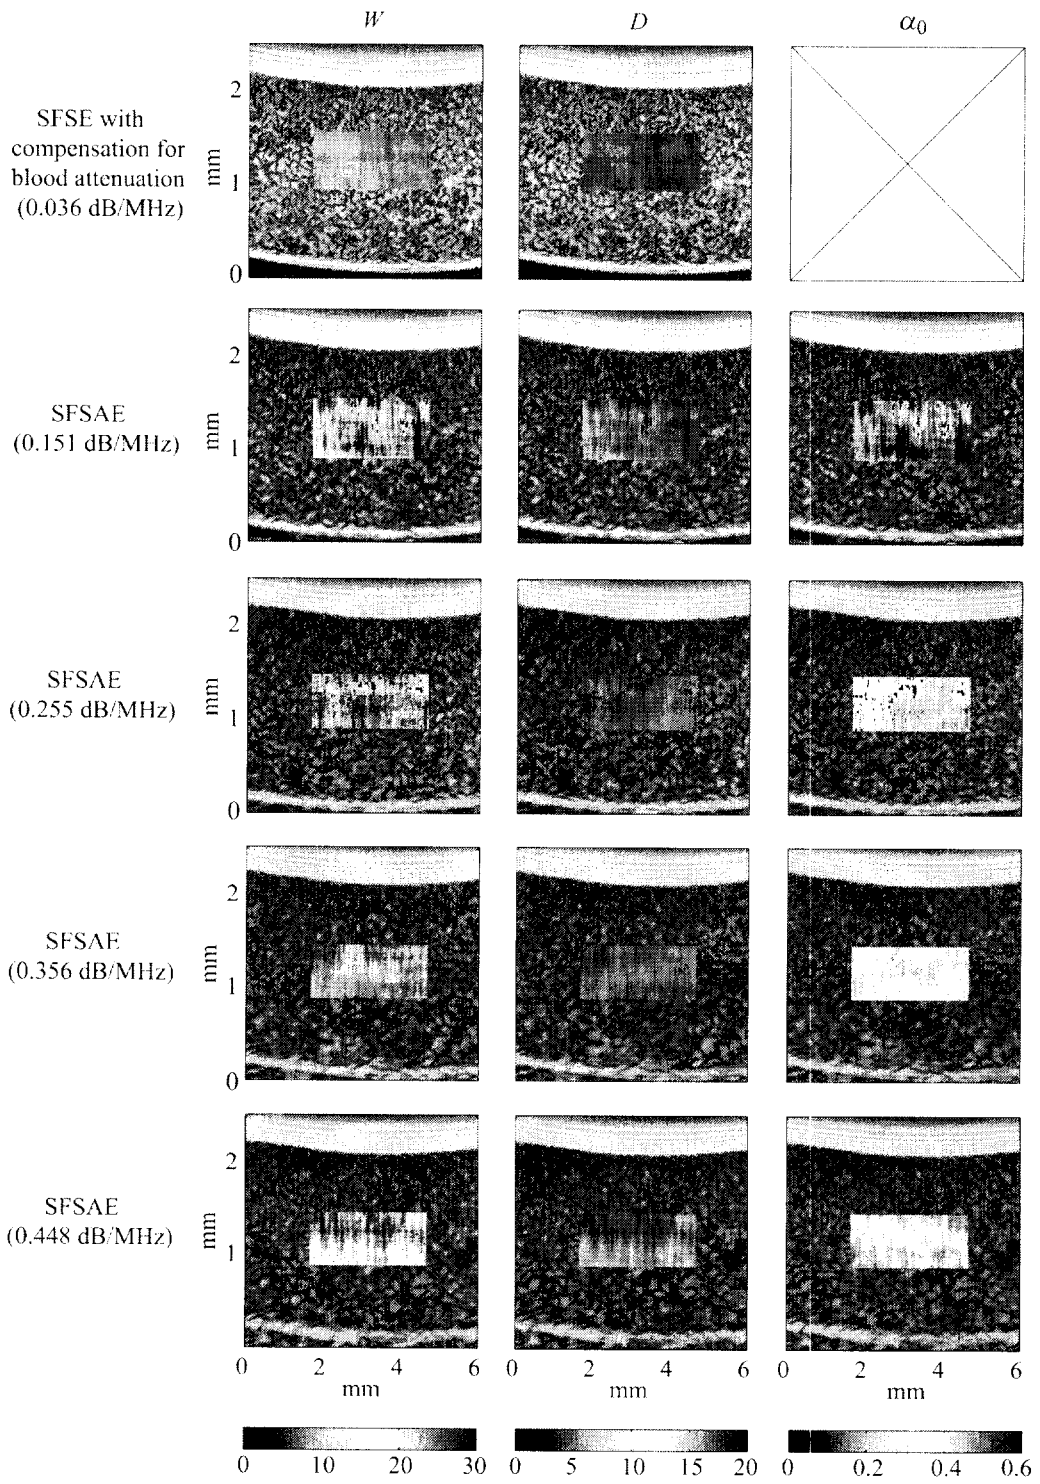 W D α0
SFSE with
compensation for
blood attenuation
(0.036 dB/MHz)
2
mm
1
0
SFSAE
(0.151 dB/MHz)
2
mm
1
0
SFSAE
(0.255 dB/MHz)
2
mm
1
0
SFSAE
(0.356 dB/MHz)
2
mm
1
0
SFSAE
(0.448 dB/MHz)
2
mm
1
0 2 4 6 0 2 4 6 0 2 4 6
mm mm mm
0 10 20 30 0 5 10 15 20 0 0.2 0.4 0.6